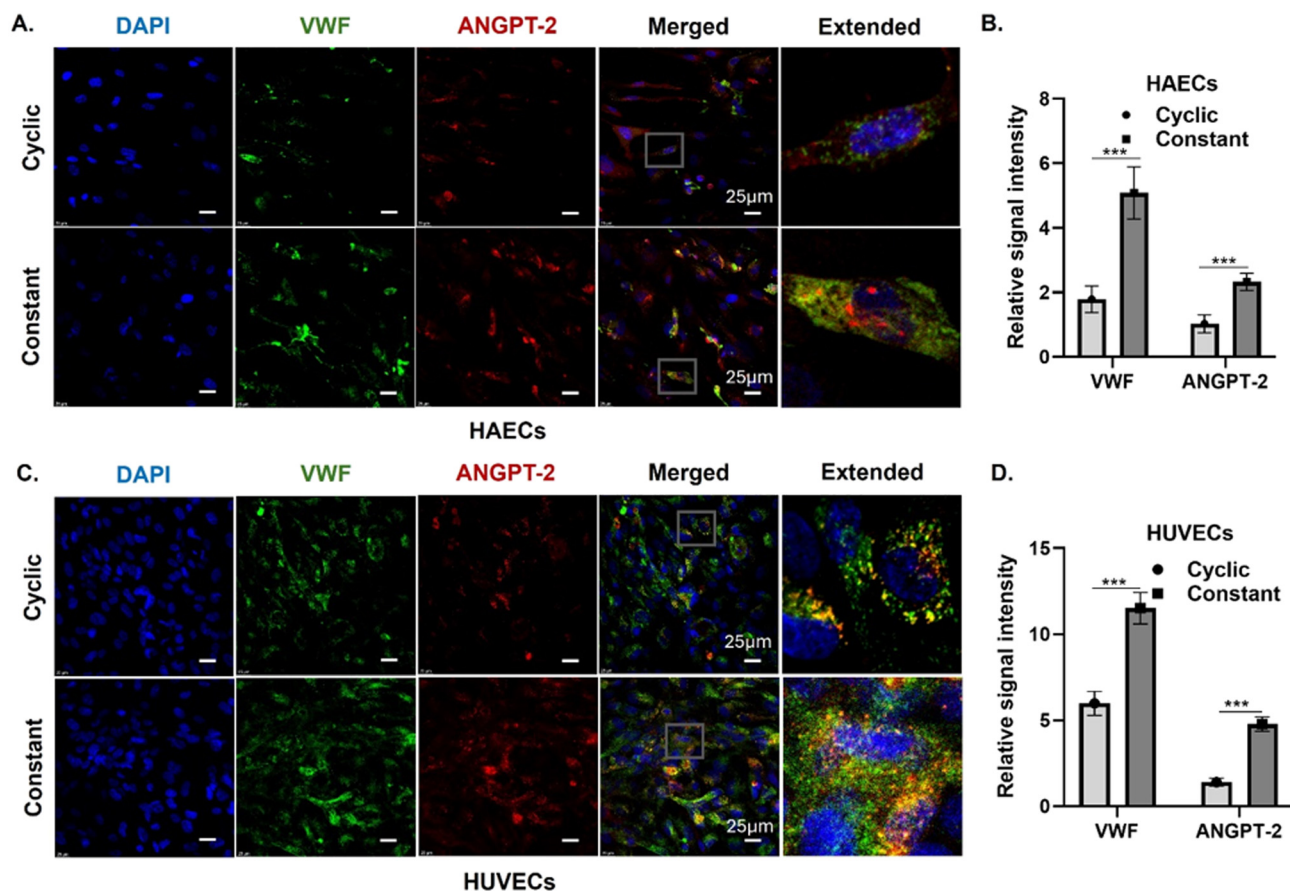 A.
DAPI VWF ANGPT-2 Merged Extended
Cyclic
25μm
Constant
25μm
HAECs
B.
HAECs
Cyclic
Constant
Relative signal intensity
8
6
4
2
0
***
***
VWF ANGPT-2
C.
DAPI VWF ANGPT-2 Merged Extended
Cyclic
25μm
Constant
25μm
HUVECs
D.
HUVECs
Cyclic
Constant
Relative signal intensity
15
10
5
0
***
***
VWF ANGPT-2